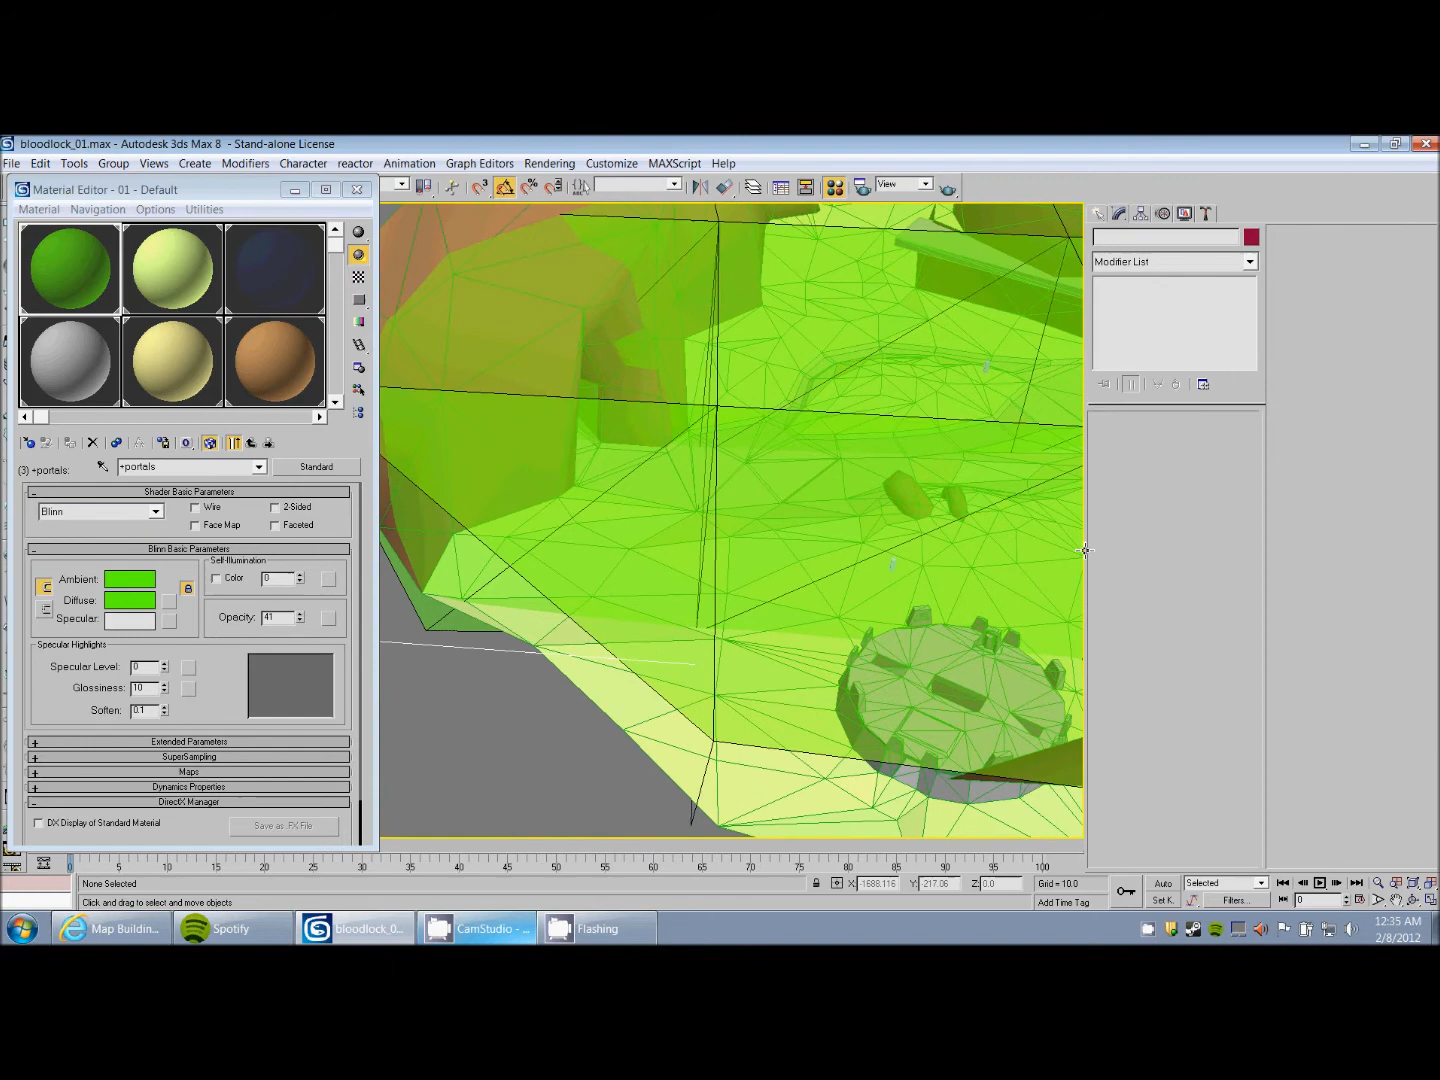 bloodlock_01.max - Autodesk 3ds Max 8 - Stand-alone License
File Edit Tools Group Views Create Modifiers Character reactor Animation Graph Editors Rendering Customize MAXScript Help
Material Editor - 01 - Default
View
Material Navigation Options Utilities
Modifier List
(3) +portals:
+portals
Standard
Shader Basic Parameters
Blinn
Wire
2-Sided
Face Map
Faceted
Blinn Basic Parameters
Self-Illumination
Ambient:
Color
0
Diffuse:
Specular:
Opacity: 41
Specular Highlights
Specular Level: 0
Glossiness: 10
Soften: 0.1
Extended Parameters
SuperSampling
Maps
Dynamics Properties
DirectX Manager
DX Display of Standard Material
Save as .FX File
0 5 10 15 20 25 30 35 40 45 50 55 60 65 70 75 80 85 90 95 100
None Selected
X: -1688.116 Y: -217.06 Z: 0.0
Grid = 10.0
Auto
Selected
Click and drag to select and move objects
Add Time Tag
Set K.
Filters...
0
Map Buildin...
Spotify
bloodlock_0...
CamStudio - ...
Flashing
12:35 AM
2/8/2012